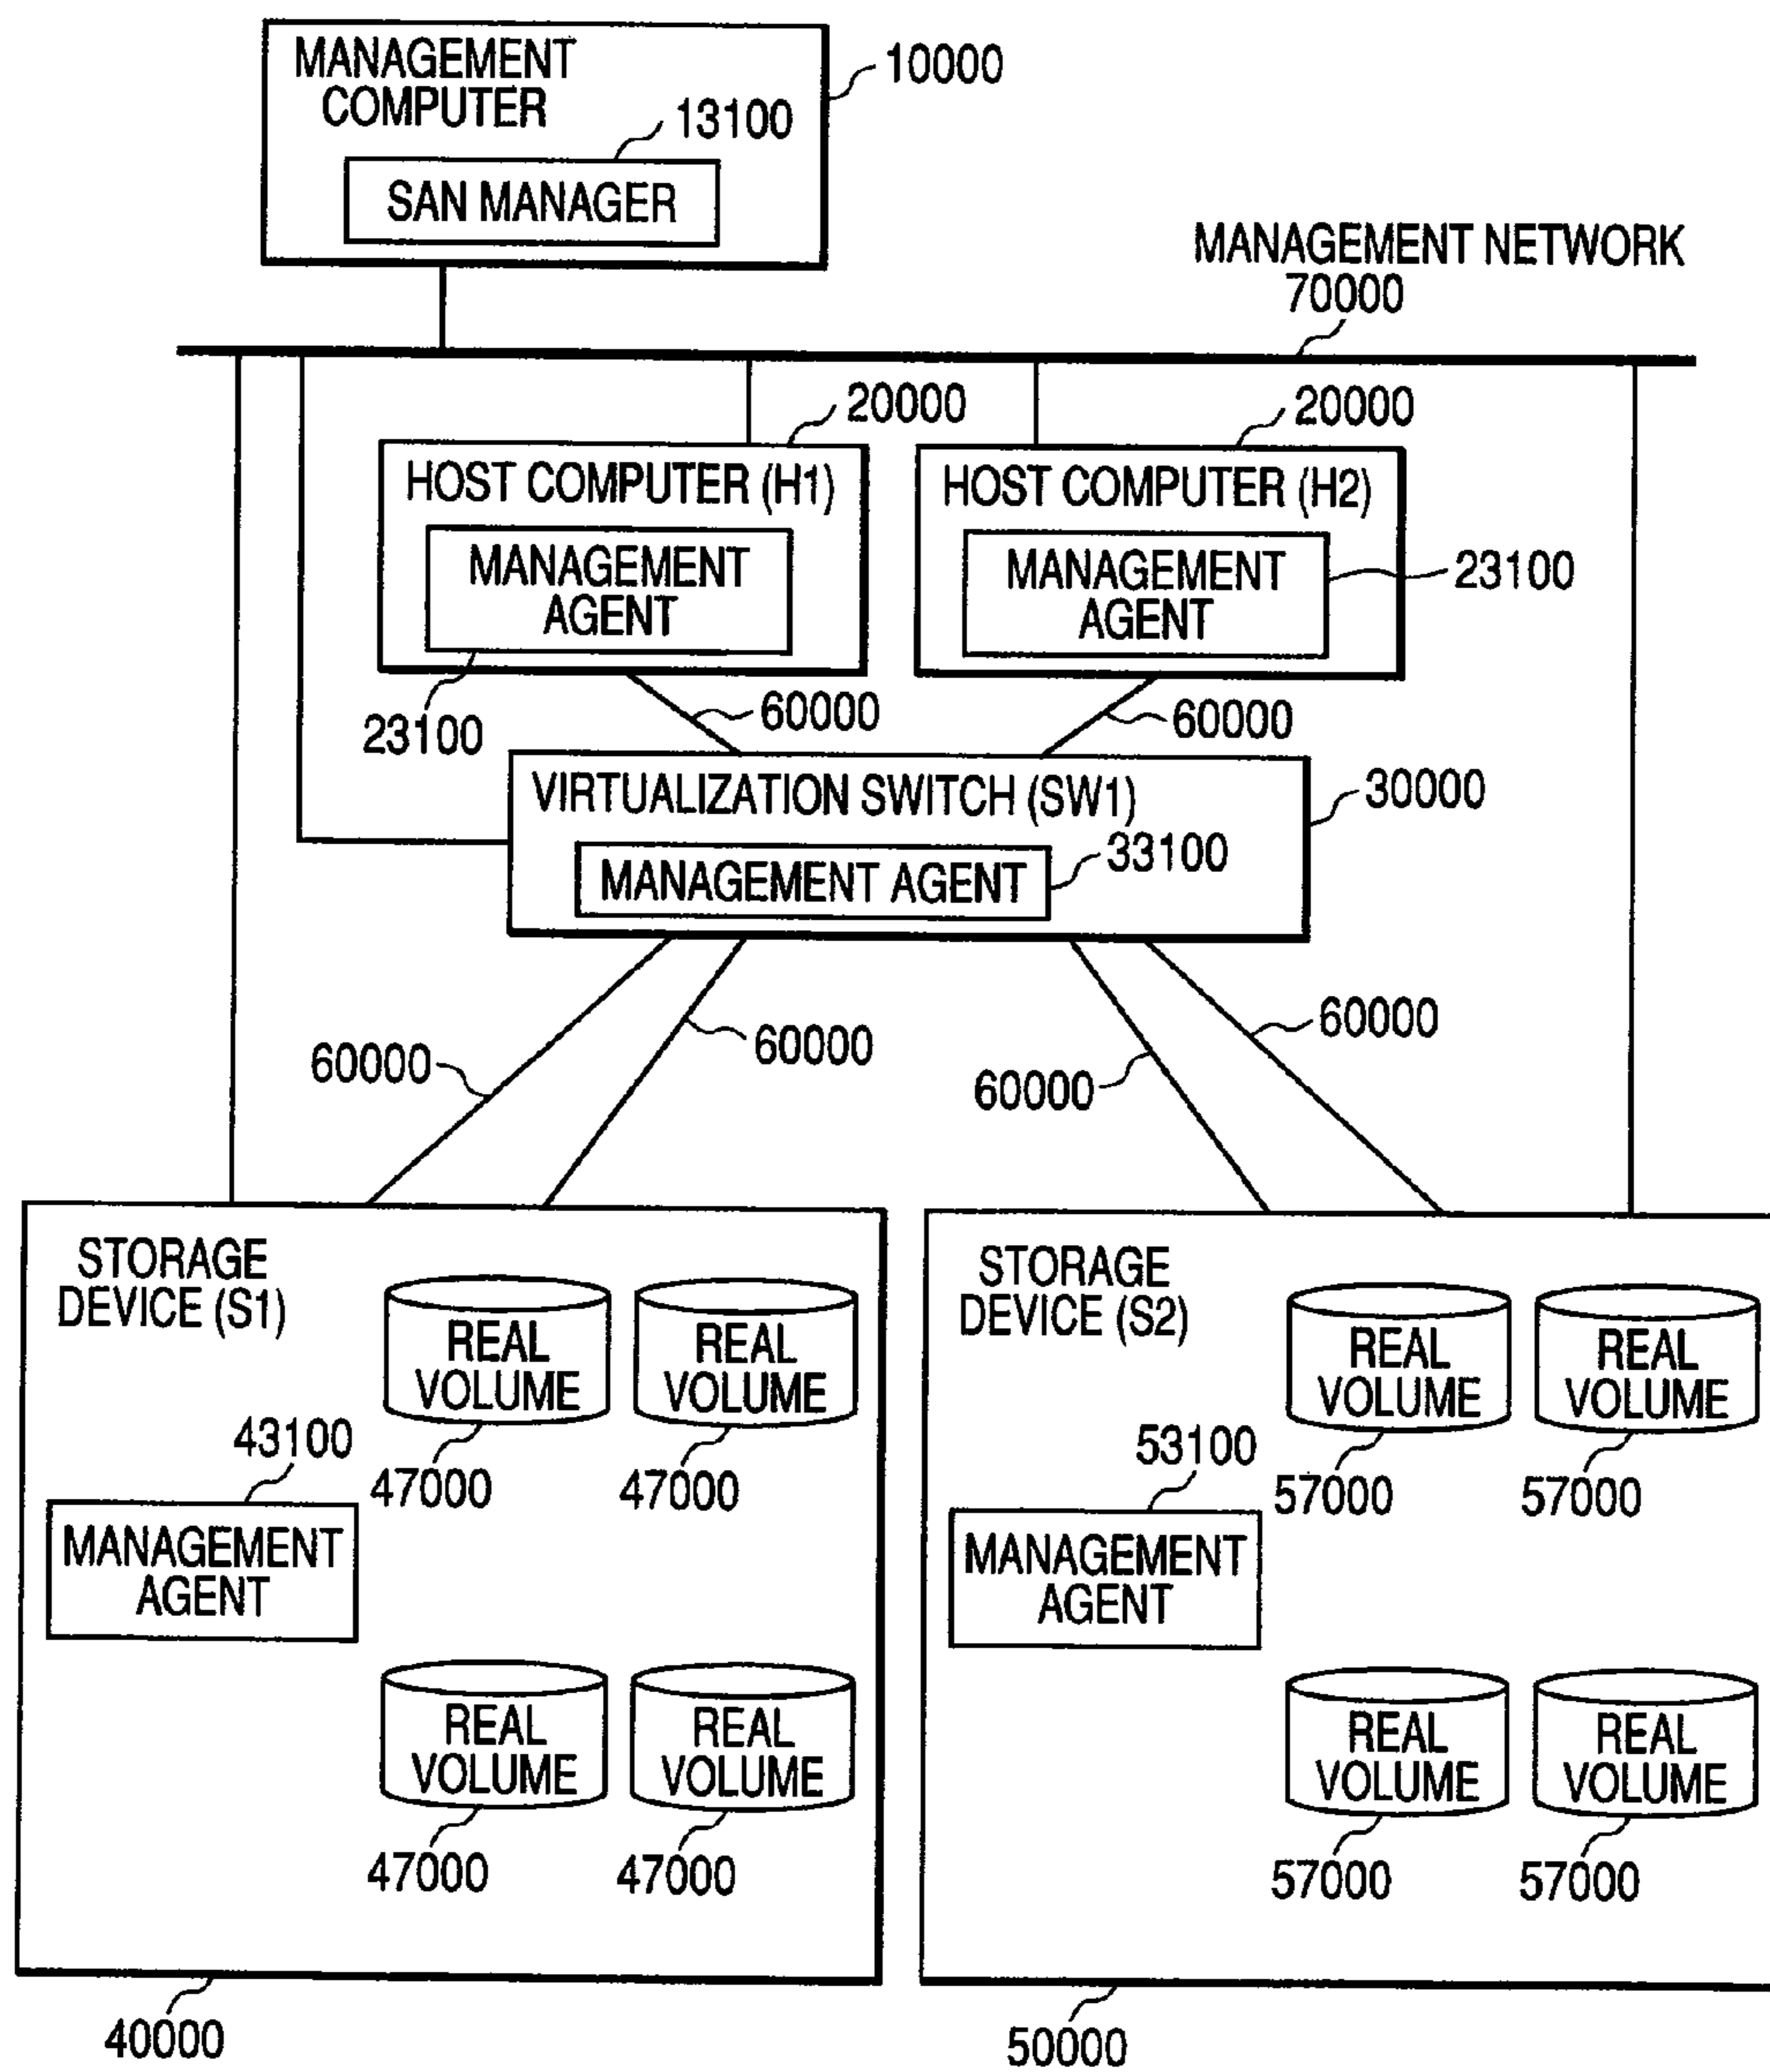 MANAGEMENT
COMPUTER
10000
13100
SAN MANAGER
MANAGEMENT NETWORK
70000
20000
20000
HOST COMPUTER (H1)
HOST COMPUTER (H2)
MANAGEMENT
AGENT
MANAGEMENT
AGENT
23100
23100
60000
60000
VIRTUALIZATION SWITCH (SW1)
30000
33100
MANAGEMENT AGENT
60000
60000
60000
60000
STORAGE
DEVICE (S1)
REAL
VOLUME
REAL
VOLUME
43100
47000
47000
MANAGEMENT
AGENT
REAL
VOLUME
REAL
VOLUME
47000
47000
40000
STORAGE
DEVICE (S2)
REAL
VOLUME
REAL
VOLUME
53100
57000
57000
MANAGEMENT
AGENT
REAL
VOLUME
REAL
VOLUME
57000
57000
50000